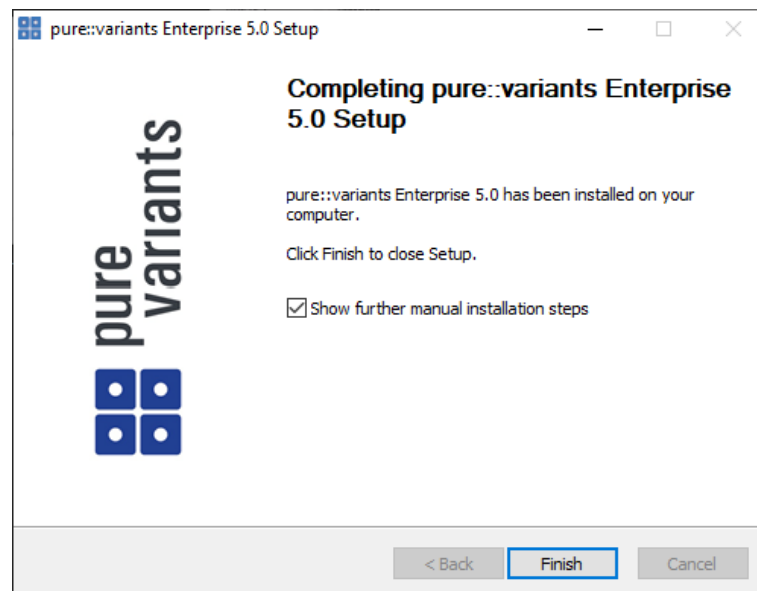 pure::variants Enterprise 5.0 Setup
Completing pure::variants Enterprise
5.0 Setup
pure
variants
pure::variants Enterprise 5.0 has been installed on your
computer.
Click Finish to close Setup.
Show further manual installation steps
< Back
Finish
Cancel